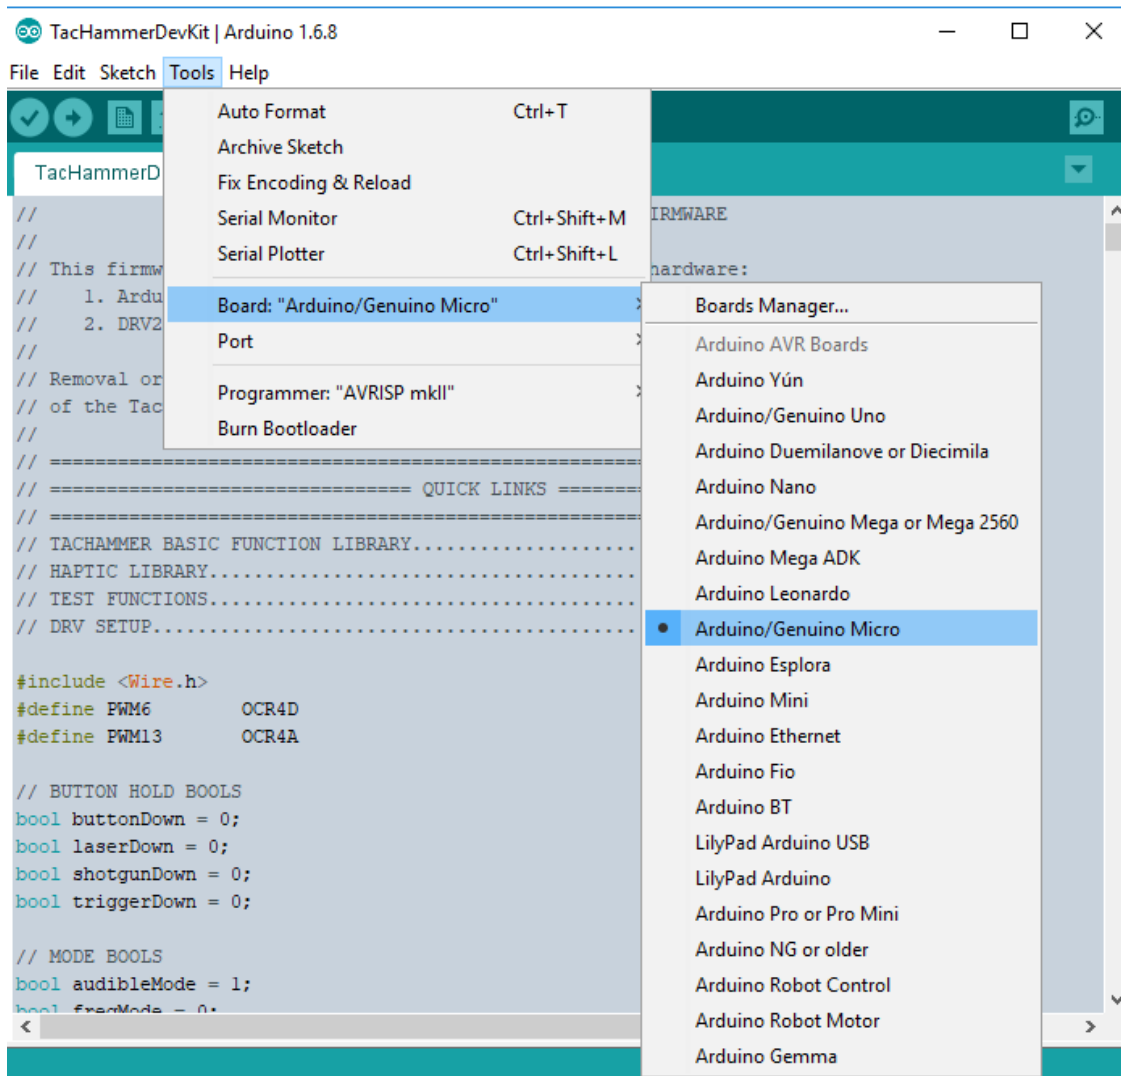 TacHammerDevKit | Arduino 1.6.8
File Edit Sketch Tools Help
Auto Format Ctrl+T
Archive Sketch
Fix Encoding & Reload
Serial Monitor Ctrl+Shift+M
Serial Plotter Ctrl+Shift+L
Board: "Arduino/Genuino Micro"
Port
Programmer: "AVRISP mkII"
Burn Bootloader
Boards Manager...
Arduino AVR Boards
Arduino Yún
Arduino/Genuino Uno
Arduino Duemilanove or Diecimila
Arduino Nano
Arduino/Genuino Mega or Mega 2560
Arduino Mega ADK
Arduino Leonardo
Arduino/Genuino Micro
Arduino Esplora
Arduino Mini
Arduino Ethernet
Arduino Fio
Arduino BT
LilyPad Arduino USB
LilyPad Arduino
Arduino Pro or Pro Mini
Arduino NG or older
Arduino Robot Control
Arduino Robot Motor
Arduino Gemma
TacHammerD
// IRMWARE
//
// This firmw hardware:
// 1. Ardu
// 2. DRV2
//
// Removal or
// of the Tac
//
// ====================================================
// ================================ QUICK LINKS =======
// ====================================================
// TACHAMMER BASIC FUNCTION LIBRARY....................
// HAPTIC LIBRARY......................................
// TEST FUNCTIONS......................................
// DRV SETUP...........................................
#include <Wire.h>
#define PWM6 OCR4D
#define PWM13 OCR4A
// BUTTON HOLD BOOLS
bool buttonDown = 0;
bool laserDown = 0;
bool shotgunDown = 0;
bool triggerDown = 0;
// MODE BOOLS
bool audibleMode = 1;
bool freqMode = 0;